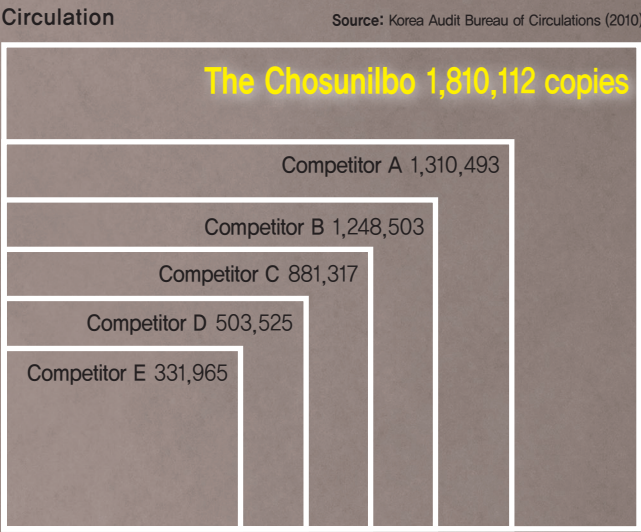 Circulation
Source: Korea Audit Bureau of Circulations (2010)
The Chosunilbo 1,810,112 copies
Competitor A 1,310,493
Competitor B 1,248,503
Competitor C 881,317
Competitor D 503,525
Competitor E 331,965